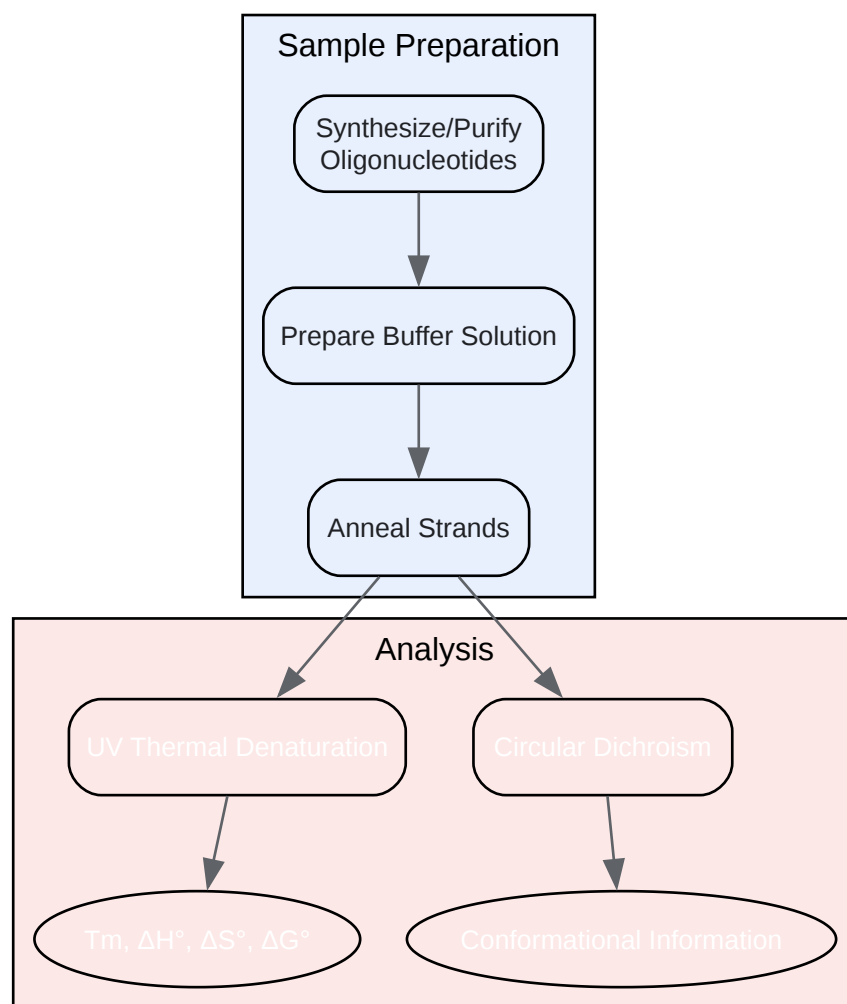 Sample Preparation
Synthesize/Purify
Oligonucleotides
Prepare Buffer Solution
Anneal Strands
Analysis
UV Thermal Denaturation
Circular Dichroism
Tm, ΔH°, ΔS°, ΔG°
Conformational Information